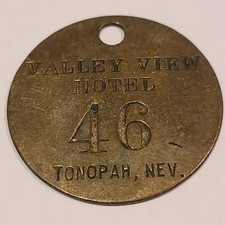 VALLEY VIEW
HOTEL
46
TONOPAH, NEV.